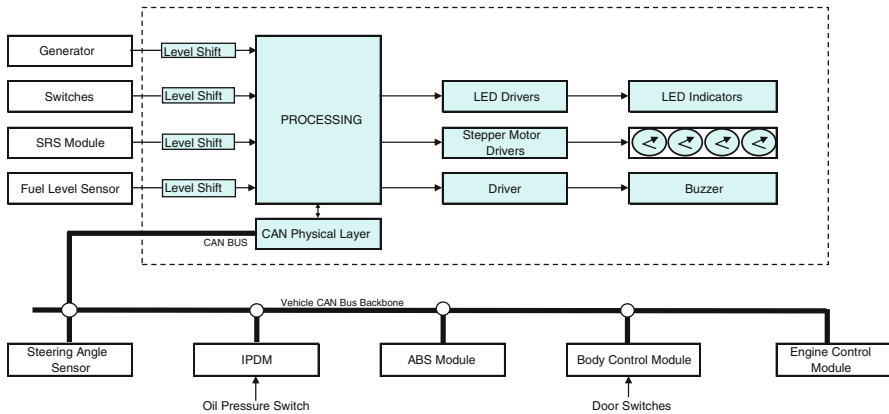 Generator
Level Shift
Switches
Level Shift
LED Drivers
LED Indicators
PROCESSING
SRS Module
Level Shift
Stepper Motor
Drivers
Fuel Level Sensor
Level Shift
Driver
Buzzer
CAN Physical Layer
CAN BUS
Vehicle CAN Bus Backbone
Steering Angle
Sensor
IPDM
ABS Module
Body Control Module
Engine Control
Module
Oil Pressure Switch
Door Switches